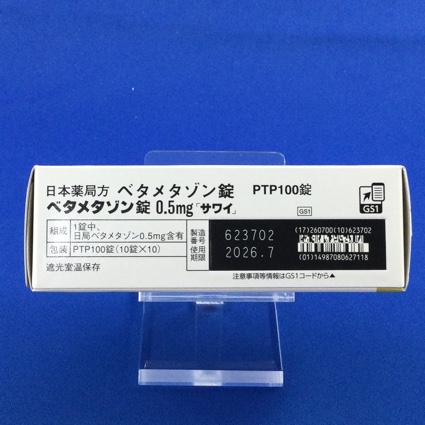 日本薬局方 ベタメタゾン錠 PTP100錠
ベタメタゾン錠 0.5mg「サワイ」
GS1
GS1
組成 1錠中、
日局ベタメタゾン0.5mg含有
包装 PTP100錠(10錠×10)
遮光室温保存
製造番号 623702
使用期限 2026.7
(17)260700(10)623702
(01)14987080627118
注意事項等情報はGS1コードから▲